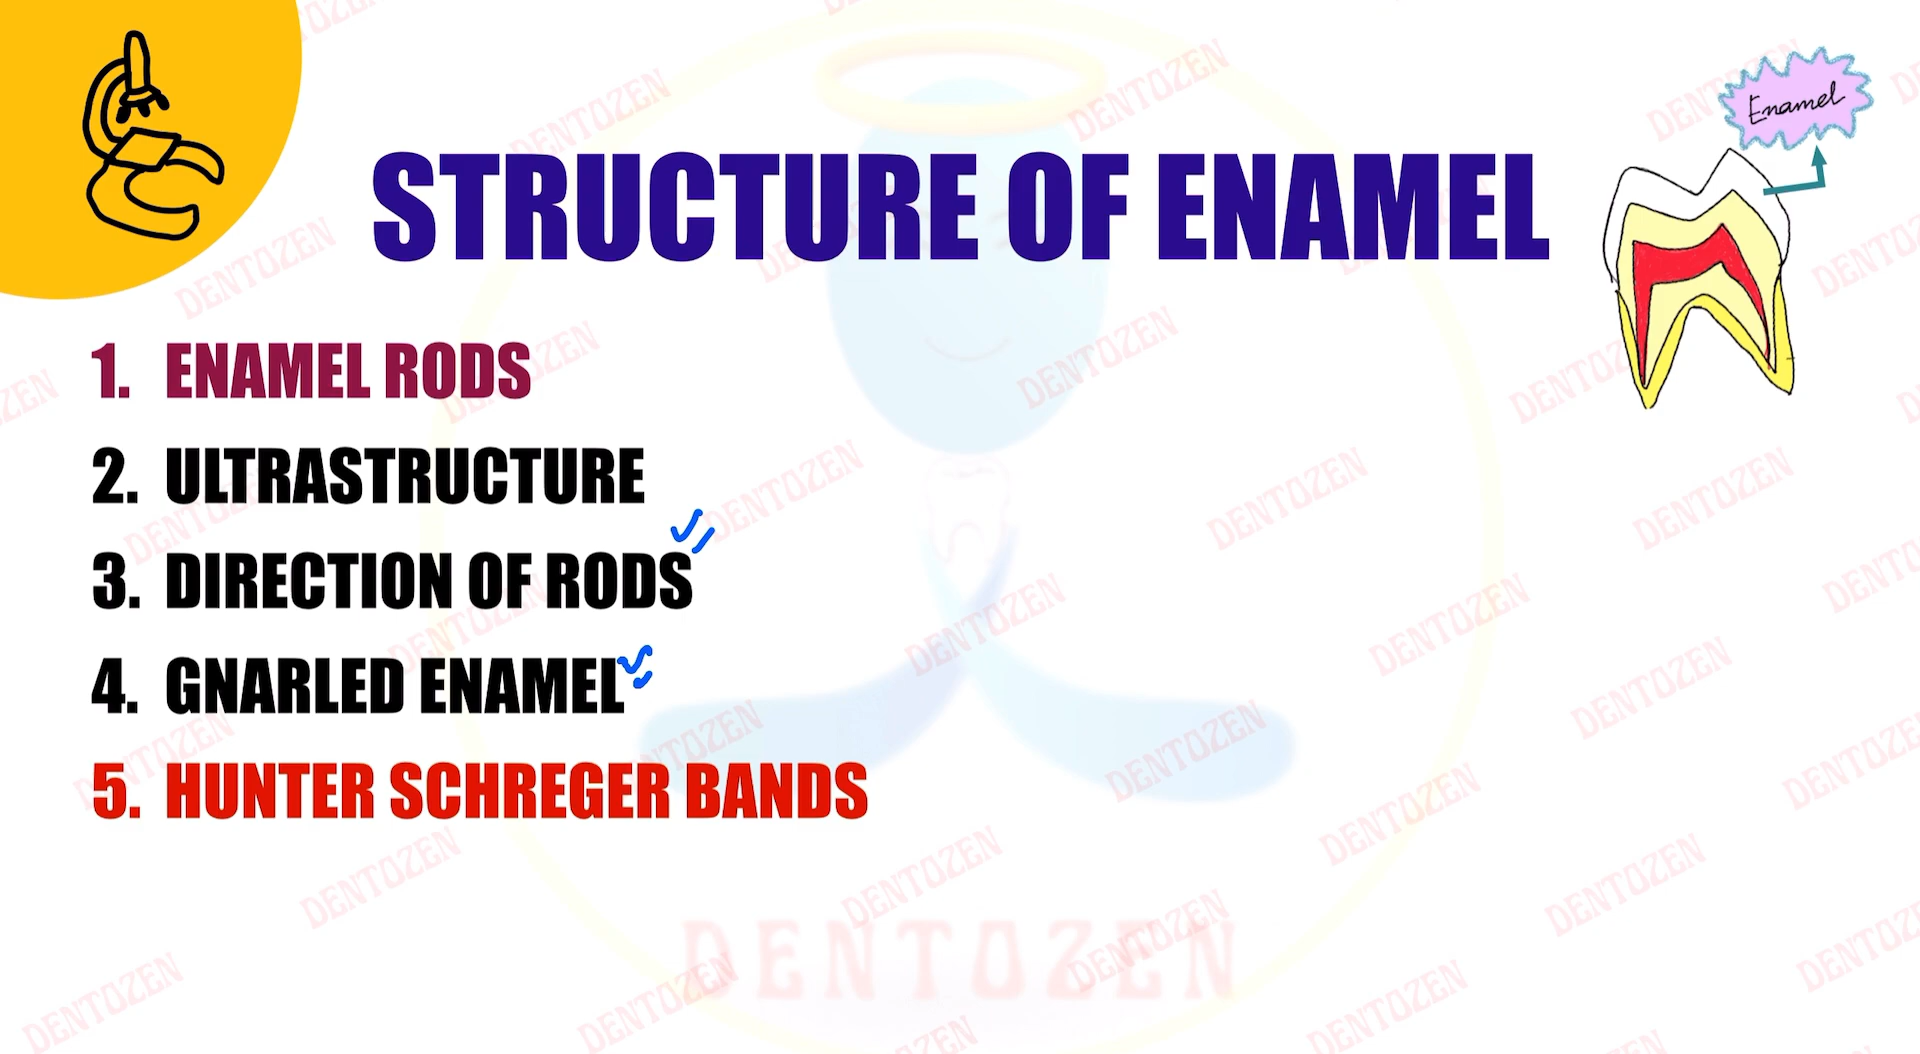 Enamel
STRUCTURE OF ENAMEL
1. ENAMEL RODS
2. ULTRASTRUCTURE
3. DIRECTION OF RODS
4. GNARLED ENAMEL
5. HUNTER SCHREGER BANDS
DENTOZEN